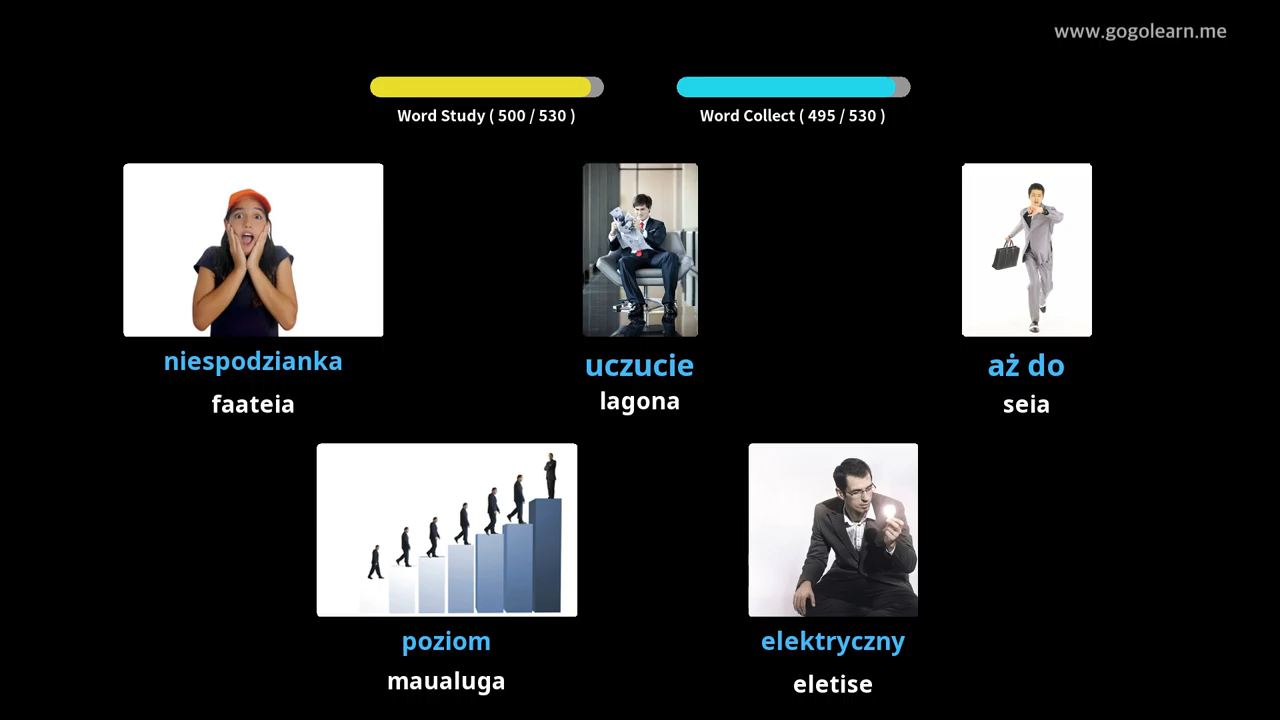 www.gogolearn.me
Word Study ( 500 / 530 )
Word Collect ( 495 / 530 )
niespodzianka
faateia
uczucie
lagona
aż do
seia
poziom
maualuga
elektryczny
eletise